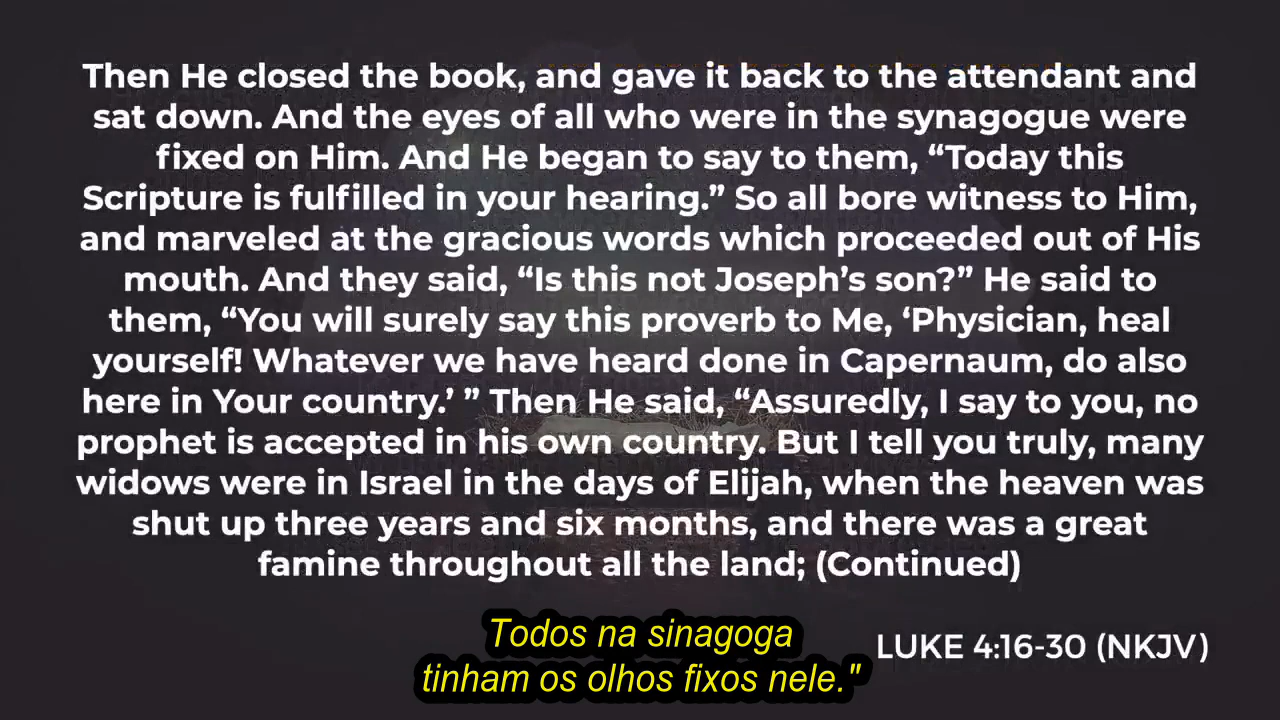 Then He closed the book, and gave it back to the attendant and
sat down. And the eyes of all who were in the synagogue were
fixed on Him. And He began to say to them, “Today this
Scripture is fulfilled in your hearing.” So all bore witness to Him,
and marveled at the gracious words which proceeded out of His
mouth. And they said, “Is this not Joseph’s son?” He said to
them, “You will surely say this proverb to Me, ‘Physician, heal
yourself! Whatever we have heard done in Capernaum, do also
here in Your country.’ ” Then He said, “Assuredly, I say to you, no
prophet is accepted in his own country. But I tell you truly, many
widows were in Israel in the days of Elijah, when the heaven was
shut up three years and six months, and there was a great
famine throughout all the land; (Continued)
LUKE 4:16-30 (NKJV)
Todos na sinagoga
tinham os olhos fixos nele."